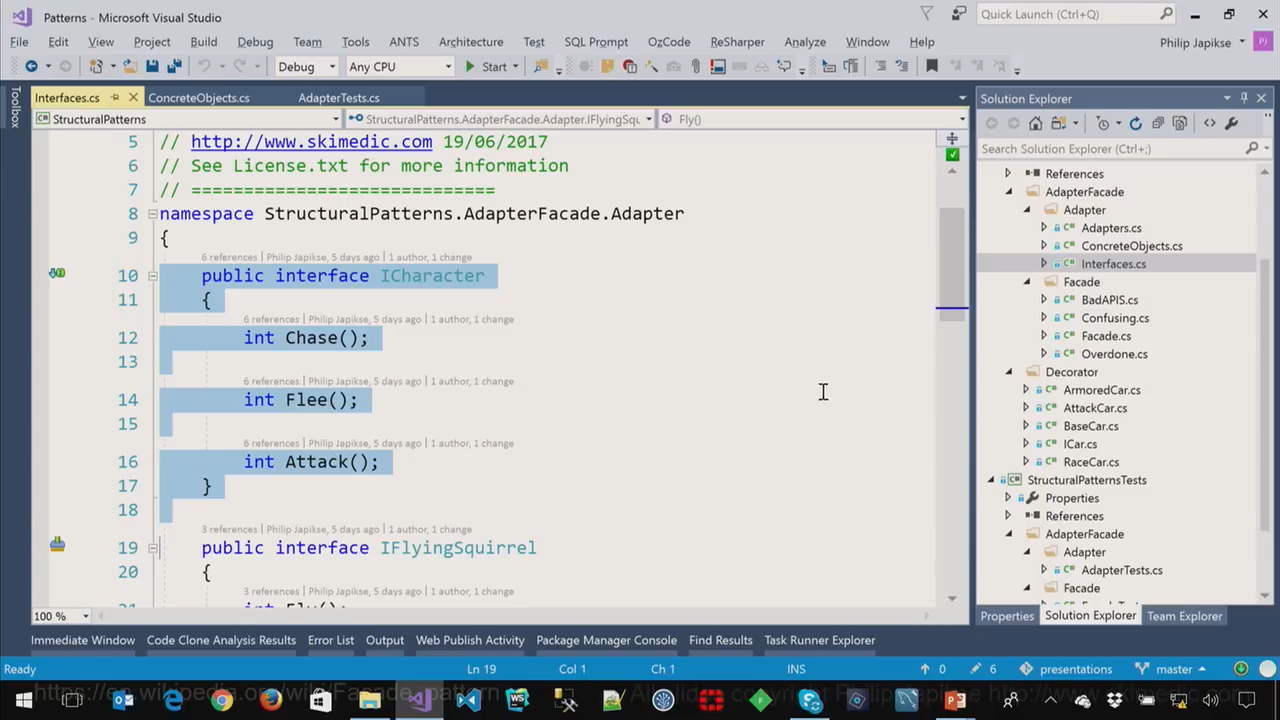 Patterns - Microsoft Visual Studio
Quick Launch (Ctrl+Q)
File Edit View Project Build Debug Team Tools ANTS Architecture Test SQL Prompt OzCode ReSharper Analyze Window Help
Philip Japikse PJ
Debug Any CPU Start
Toolbox
Interfaces.cs ConcreteObjects.cs AdapterTests.cs
StructuralPatterns StructuralPatterns.AdapterFacade.Adapter.IFlyingSqu Fly()
5 // http://www.skimedic.com 19/06/2017
6 // See License.txt for more information
7 // ==============================
8 namespace StructuralPatterns.AdapterFacade.Adapter
9 {
6 references | Philip Japikse, 5 days ago | 1 author, 1 change
10 public interface ICharacter
11 {
6 references | Philip Japikse, 5 days ago | 1 author, 1 change
12 int Chase();
13
6 references | Philip Japikse, 5 days ago | 1 author, 1 change
14 int Flee();
15
6 references | Philip Japikse, 5 days ago | 1 author, 1 change
16 int Attack();
17 }
18
3 references | Philip Japikse, 5 days ago | 1 author, 1 change
19 public interface IFlyingSquirrel
20 {
3 references | Philip Japikse, 5 days ago | 1 author, 1 change
21 int Fly();
100 %
Solution Explorer
Search Solution Explorer (Ctrl+;)
References
AdapterFacade
Adapter
C# Adapters.cs
C# ConcreteObjects.cs
C# Interfaces.cs
Facade
C# BadAPIS.cs
C# Confusing.cs
C# Facade.cs
C# Overdone.cs
Decorator
C# ArmoredCar.cs
C# AttackCar.cs
C# BaseCar.cs
C# ICar.cs
C# RaceCar.cs
C# StructuralPatternsTests
Properties
References
AdapterFacade
Adapter
C# AdapterTests.cs
Facade
Properties Solution Explorer Team Explorer
Immediate Window Code Clone Analysis Results Error List Output Web Publish Activity Package Manager Console Find Results Task Runner Explorer
Ready Ln 19 Col 1 Ch 1 INS 0 6 presentations master
https://en.wikipedia.org/wiki/Facade_pattern